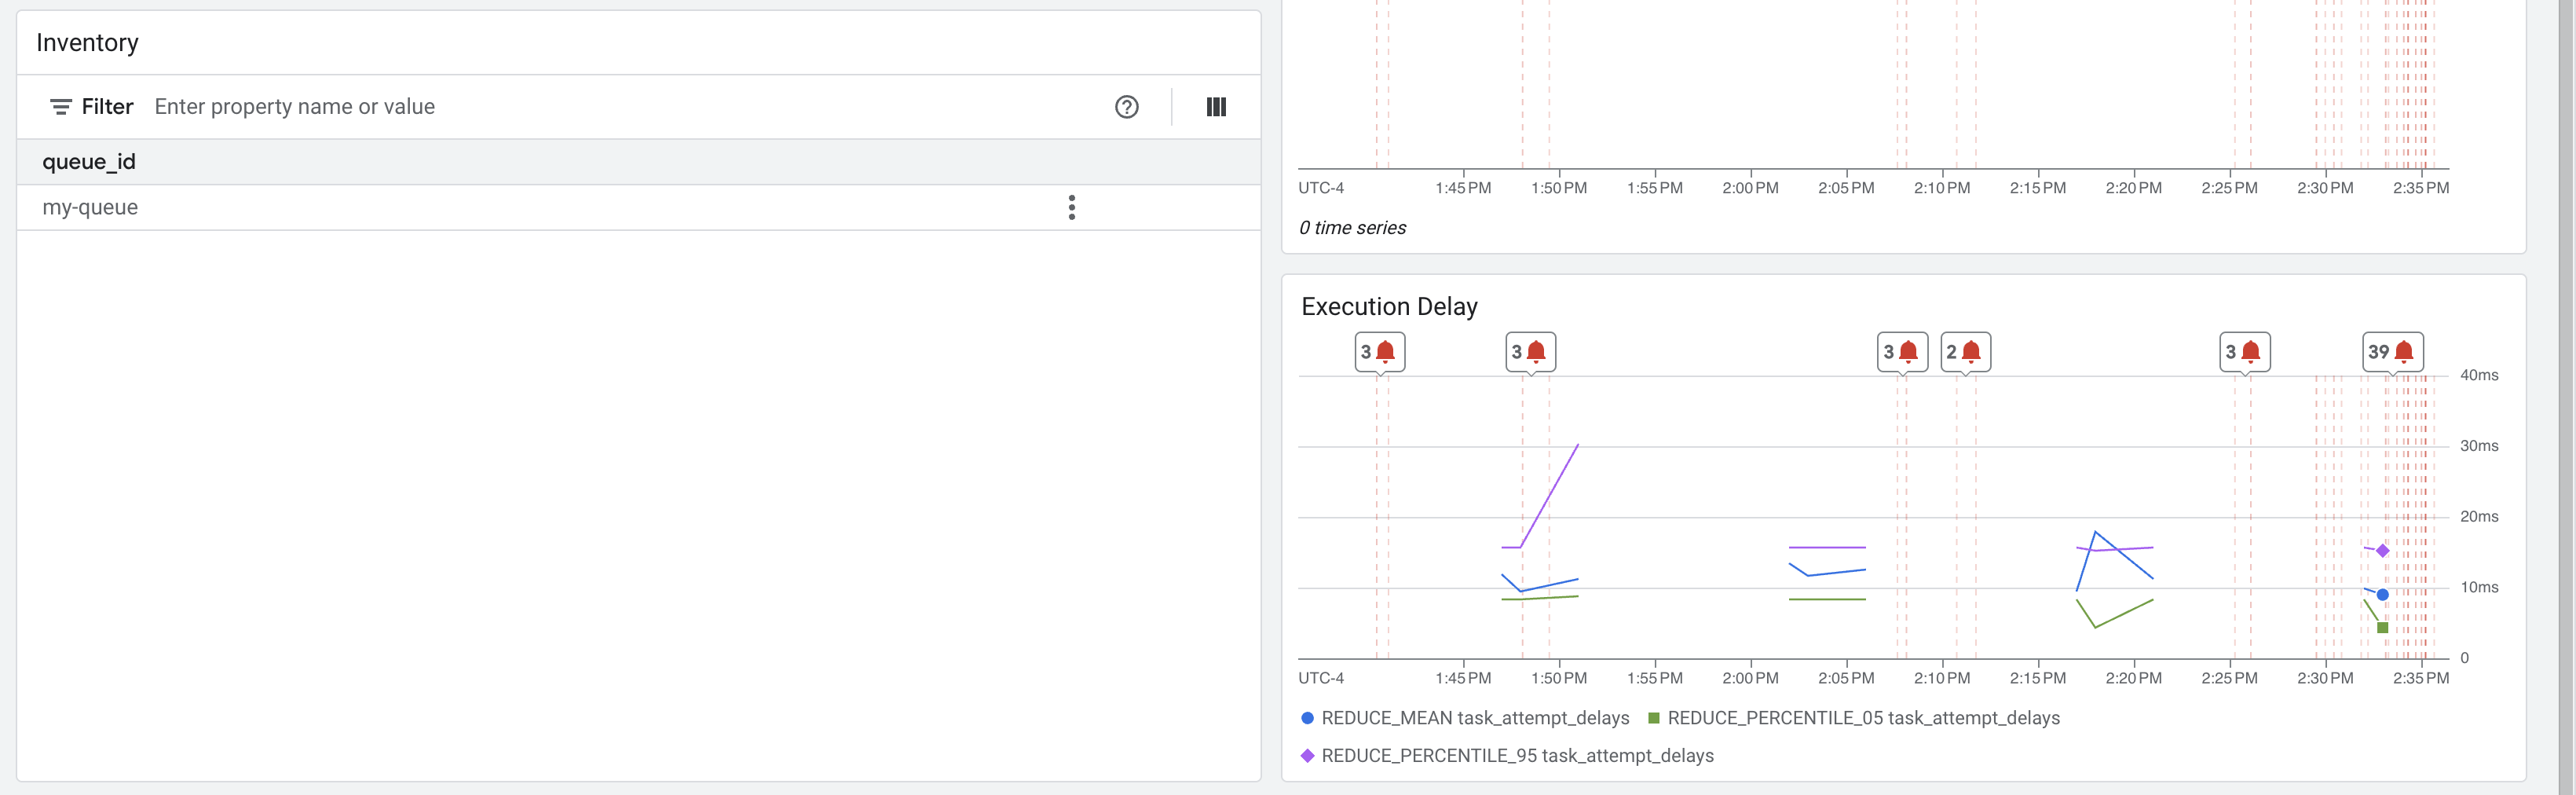 Inventory
Filter Enter property name or value
queue_id
my-queue
UTC-4 1:45 PM 1:50 PM 1:55 PM 2:00 PM 2:05 PM 2:10 PM 2:15 PM 2:20 PM 2:25 PM 2:30 PM 2:35 PM
0 time series
Execution Delay
3 3 3 2 3 39
40ms
30ms
20ms
10ms
0
UTC-4 1:45 PM 1:50 PM 1:55 PM 2:00 PM 2:05 PM 2:10 PM 2:15 PM 2:20 PM 2:25 PM 2:30 PM 2:35 PM
REDUCE_MEAN task_attempt_delays REDUCE_PERCENTILE_05 task_attempt_delays
REDUCE_PERCENTILE_95 task_attempt_delays